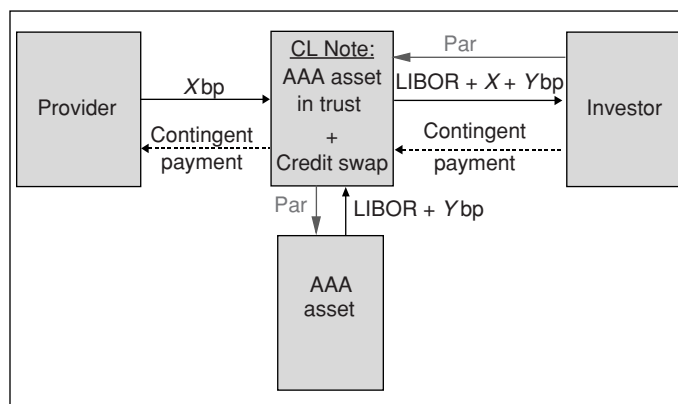 CL Note:
AAA asset
in trust
+
Credit swap
Provider
X bp
Contingent
payment
Par
LIBOR + X + Y bp
Contingent
payment
Investor
Par
LIBOR + Y bp
AAA
asset